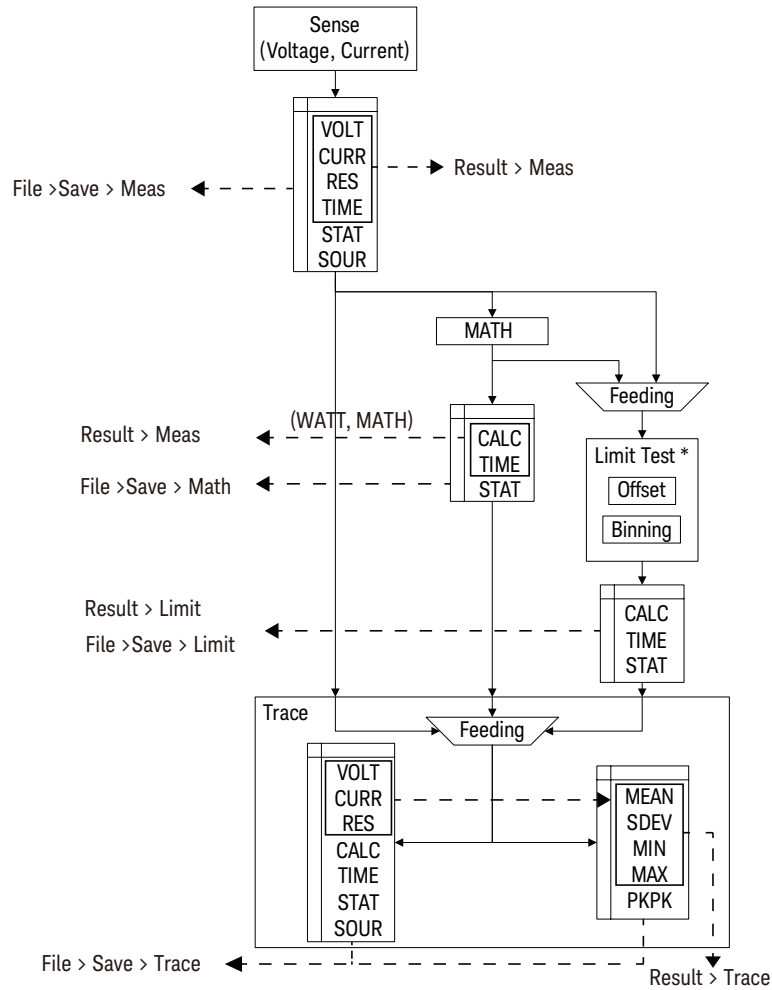 Sense
(Voltage, Current)
VOLT
CURR
RES
TIME
STAT
SOUR
Result > Meas
File >Save > Meas
MATH
Feeding
(WATT, MATH)
Result > Meas
File >Save > Math
CALC
TIME
STAT
Limit Test *
Offset
Binning
Result > Limit
File >Save > Limit
CALC
TIME
STAT
Trace
Feeding
VOLT
CURR
RES
CALC
TIME
STAT
SOUR
MEAN
SDEV
MIN
MAX
PKPK
File > Save > Trace
Result > Trace